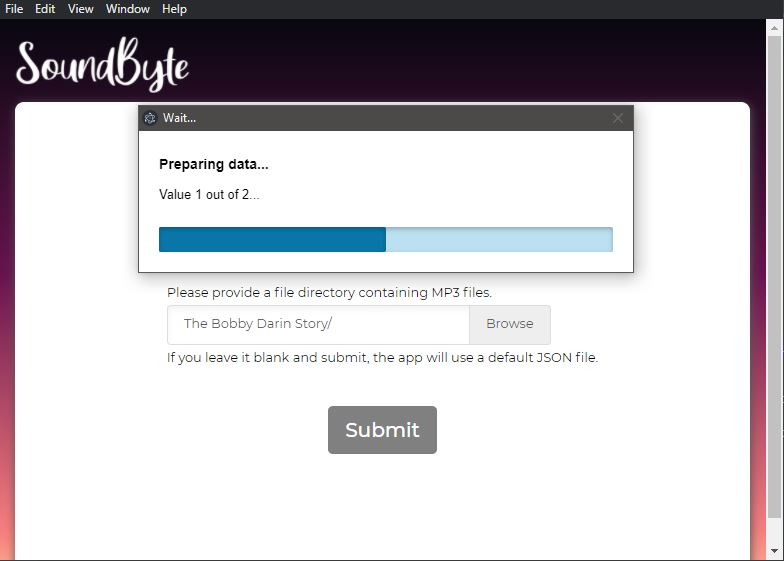 File Edit View Window Help
SoundByte
Wait...
Preparing data...
Value 1 out of 2...
Please provide a file directory containing MP3 files.
The Bobby Darin Story/ Browse
If you leave it blank and submit, the app will use a default JSON file.
Submit